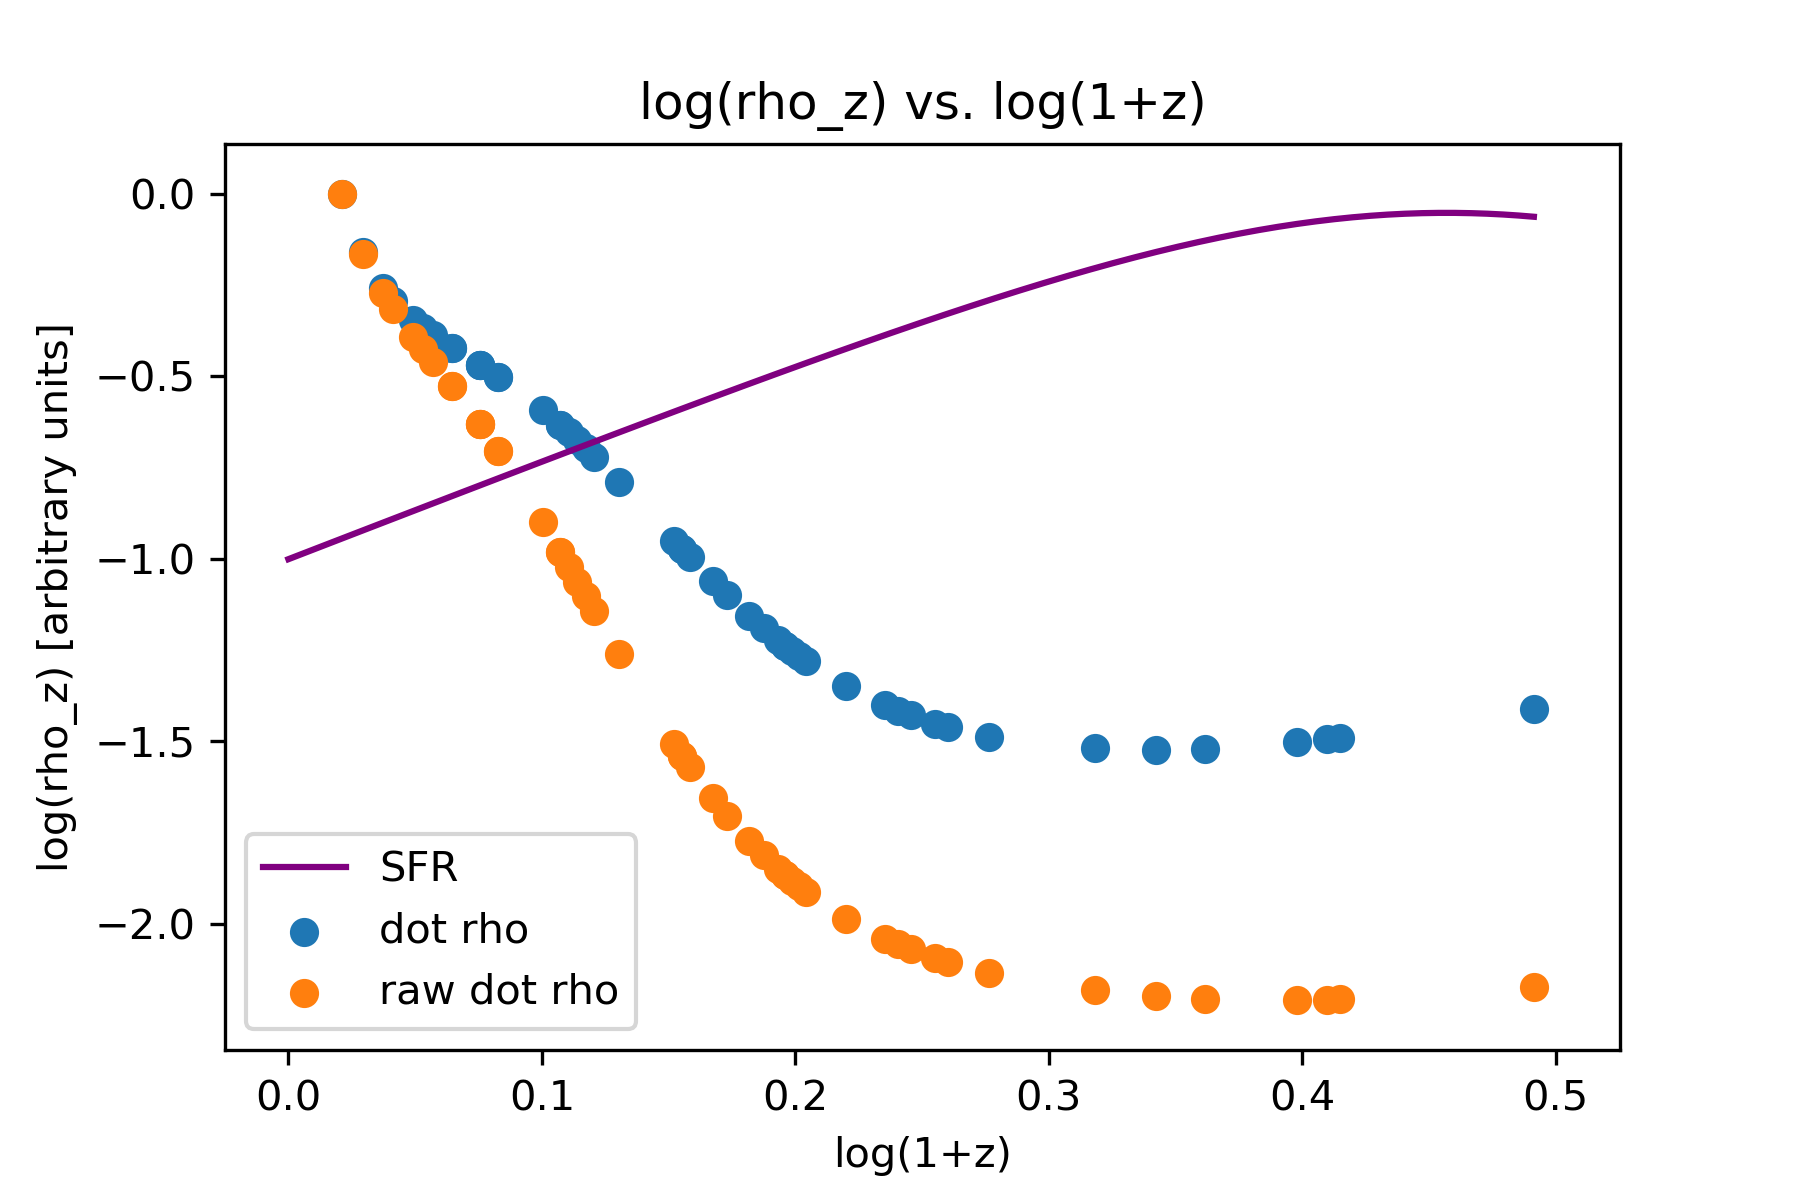 log(rho_z) vs. log(1+z)
log(rho_z) [arbitrary units]
0.0
−0.5
−1.0
−1.5
−2.0
SFR
dot rho
raw dot rho
0.0 0.1 0.2 0.3 0.4 0.5
log(1+z)